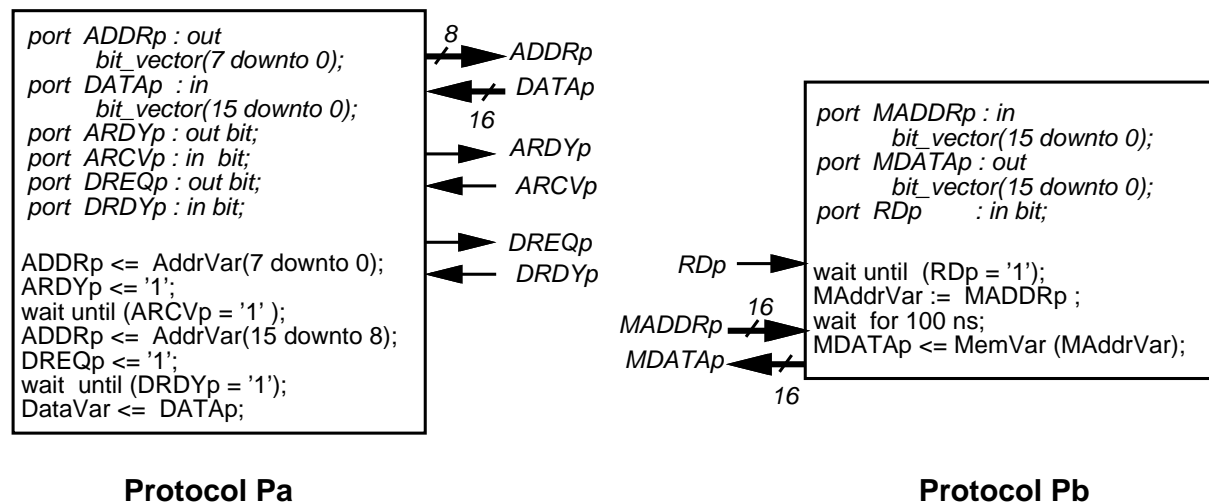 port ADDRp : out
bit_vector(7 downto 0);
port DATAp : in
bit_vector(15 downto 0);
port ARDYp : out bit;
port ARCVp : in bit;
port DREQp : out bit;
port DRDYp : in bit;
ADDRp <= AddrVar(7 downto 0);
ARDYp <= '1';
wait until (ARCVp = '1' );
ADDRp <= AddrVar(15 downto 8);
DREQp <= '1';
wait until (DRDYp = '1');
DataVar <= DATAp;
8
ADDRp
DATAp
16
ARDYp
ARCVp
DREQp
DRDYp
Protocol Pa
port MADDRp : in
bit_vector(15 downto 0);
port MDATAp : out
bit_vector(15 downto 0);
port RDp : in bit;
wait until (RDp = '1');
MAddrVar := MADDRp ;
wait for 100 ns;
MDATAp <= MemVar (MAddrVar);
RDp
16
MADDRp
MDATAp
16
Protocol Pb